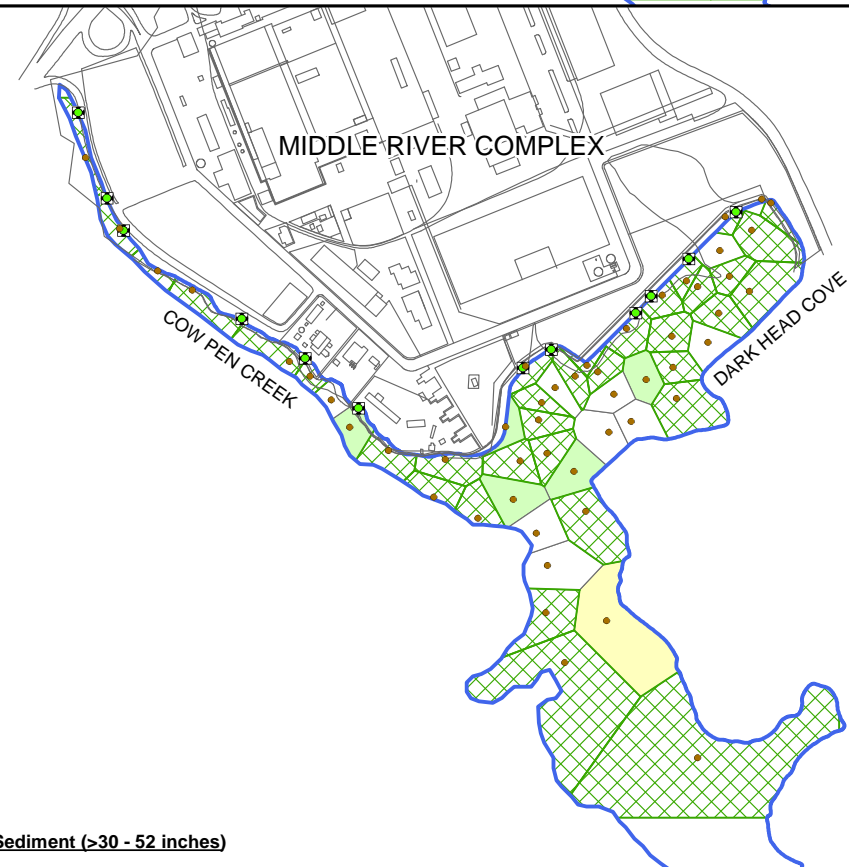 MIDDLE RIVER COMPLEX
COW PEN CREEK
DARK HEAD COVE
Sediment (>30 - 52 inches)